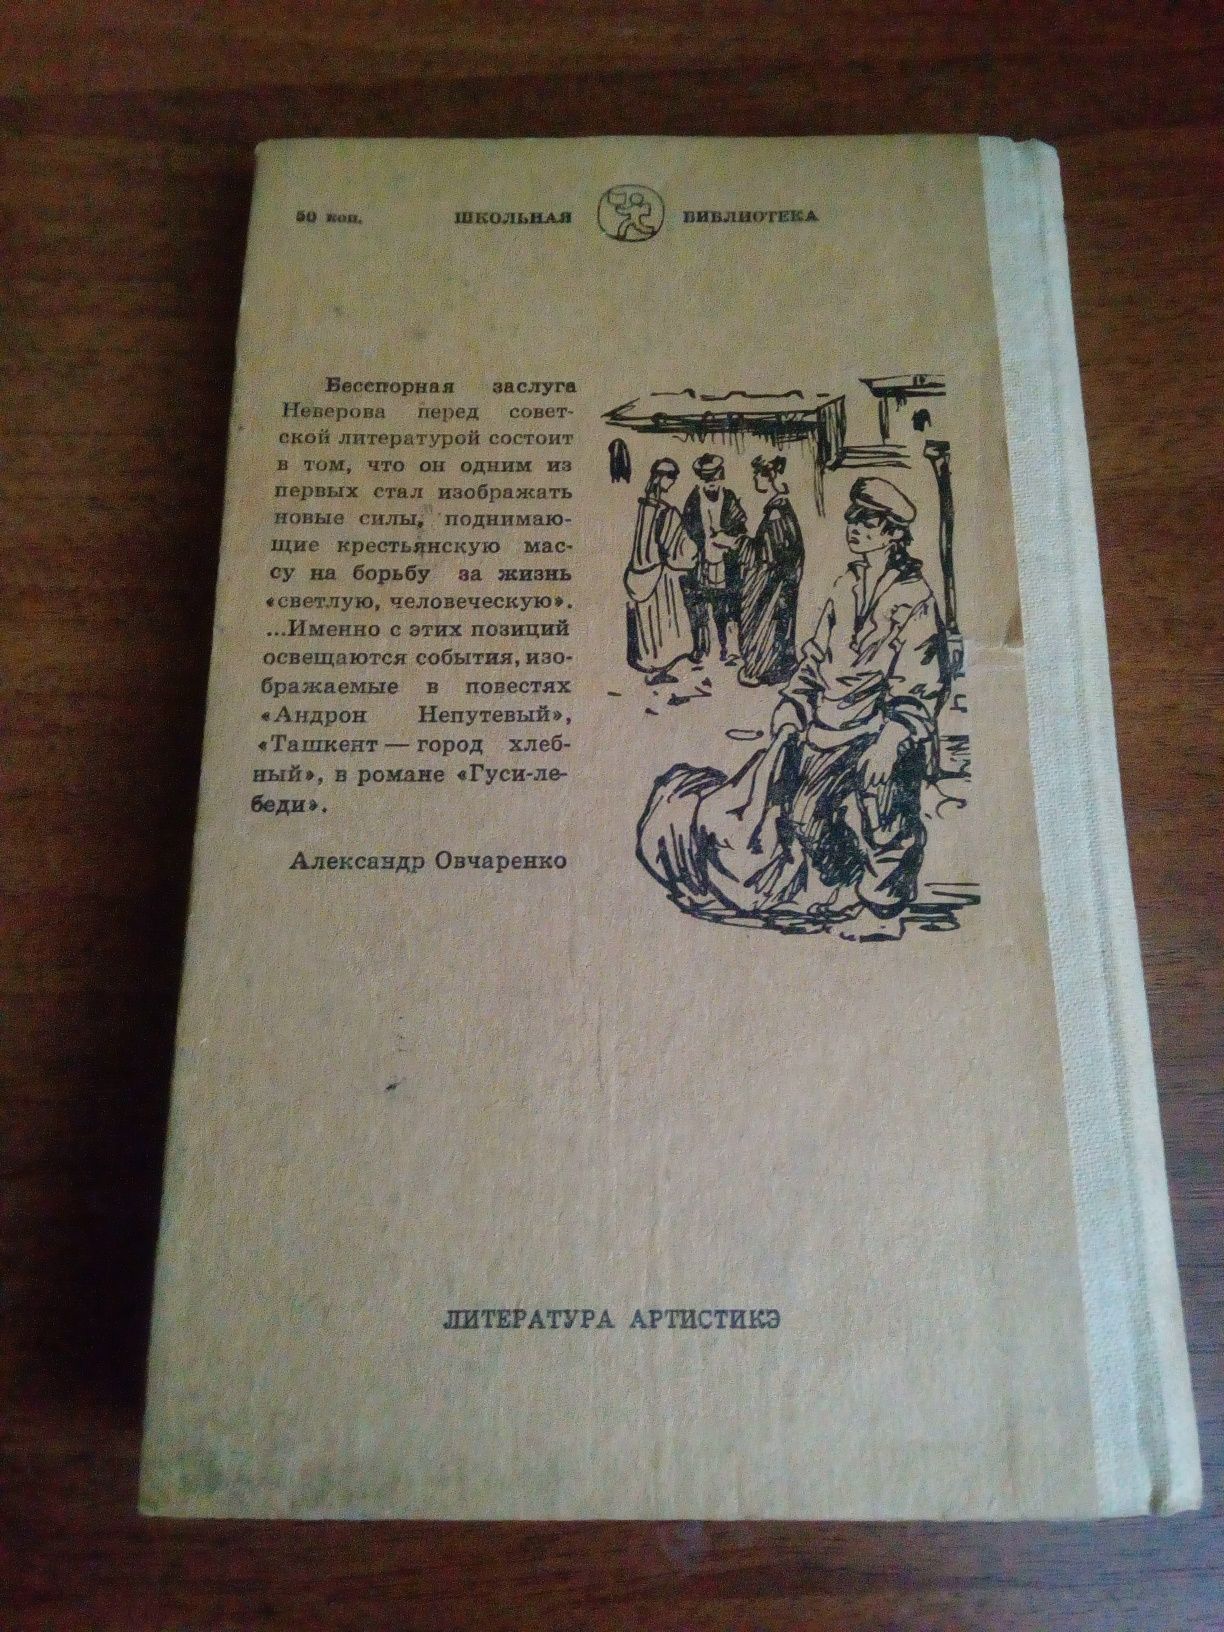 50 коп.
ШКОЛЬНАЯ БИБЛИОТЕКА
Бесспорная заслуга
Неверова перед совет-
ской литературой состоит
в том, что он одним из
первых стал изображать
новые силы, поднимаю-
щие крестьянскую мас-
су на борьбу за жизнь
«светлую, человеческую».
...Именно с этих позиций
освещаются события, изо-
бражаемые в повестях
«Андрон Непутевый»,
«Ташкент — город хлеб-
ный», в романе «Гуси-ле-
беди».
Александр Овчаренко
ЛИТЕРАТУРА АРТИСТИКЭ